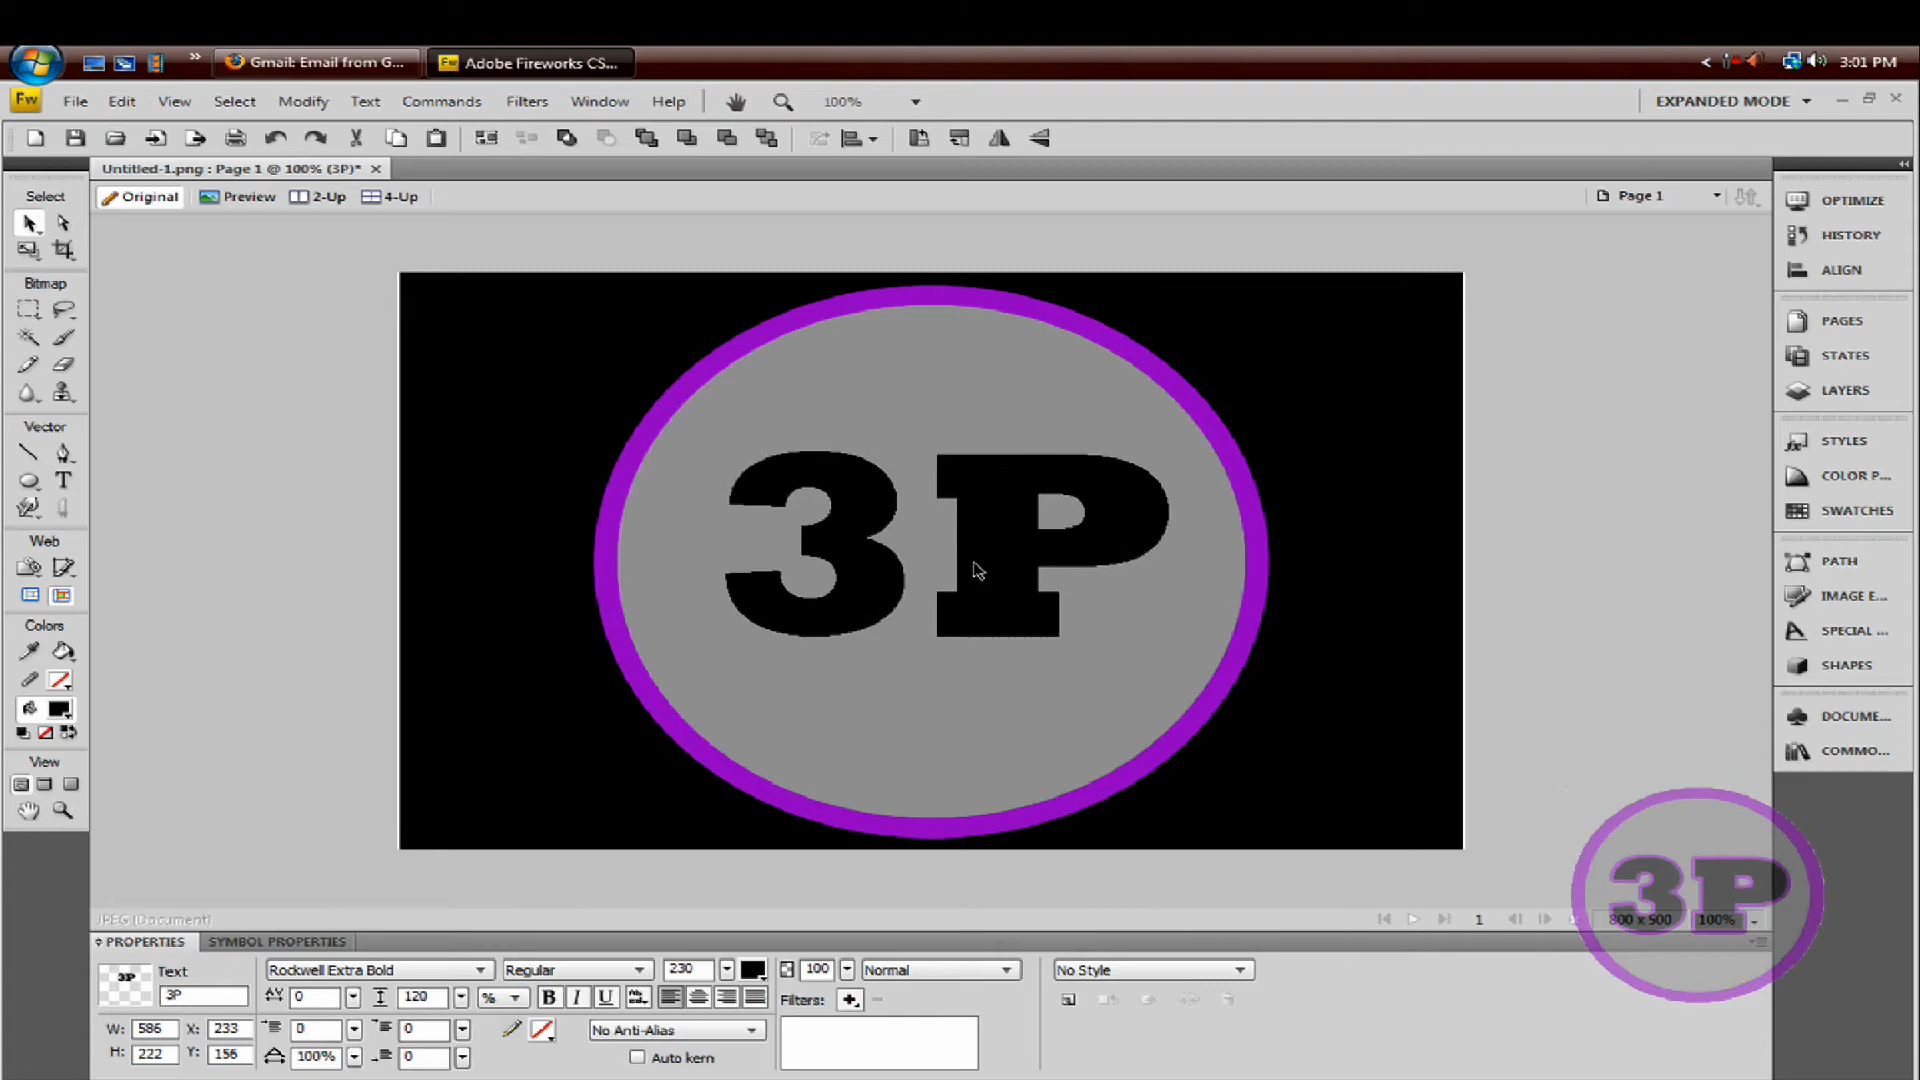 » Gmail: Email from G... Adobe Fireworks CS... < 3:01 PM
Fw File Edit View Select Modify Text Commands Filters Window Help 100% EXPANDED MODE
Untitled-1.png : Page 1 @ 100% (3P)*
Original Preview 2-Up 4-Up Page 1
Select
Bitmap
Vector
Web
Colors
View
3P
OPTIMIZE
HISTORY
ALIGN
PAGES
STATES
LAYERS
STYLES
COLOR P...
SWATCHES
PATH
IMAGE E...
SPECIAL ...
SHAPES
DOCUME...
COMMO...
3P
JPEG (Document) 1 800 x 500 100%
PROPERTIES SYMBOL PROPERTIES
3P Text Rockwell Extra Bold Regular 230 100 Normal No Style
3P 0 120 % B I U Filters:
W: 586 X: 233 0 0 No Anti-Alias
H: 222 Y: 156 100% 0 Auto kern